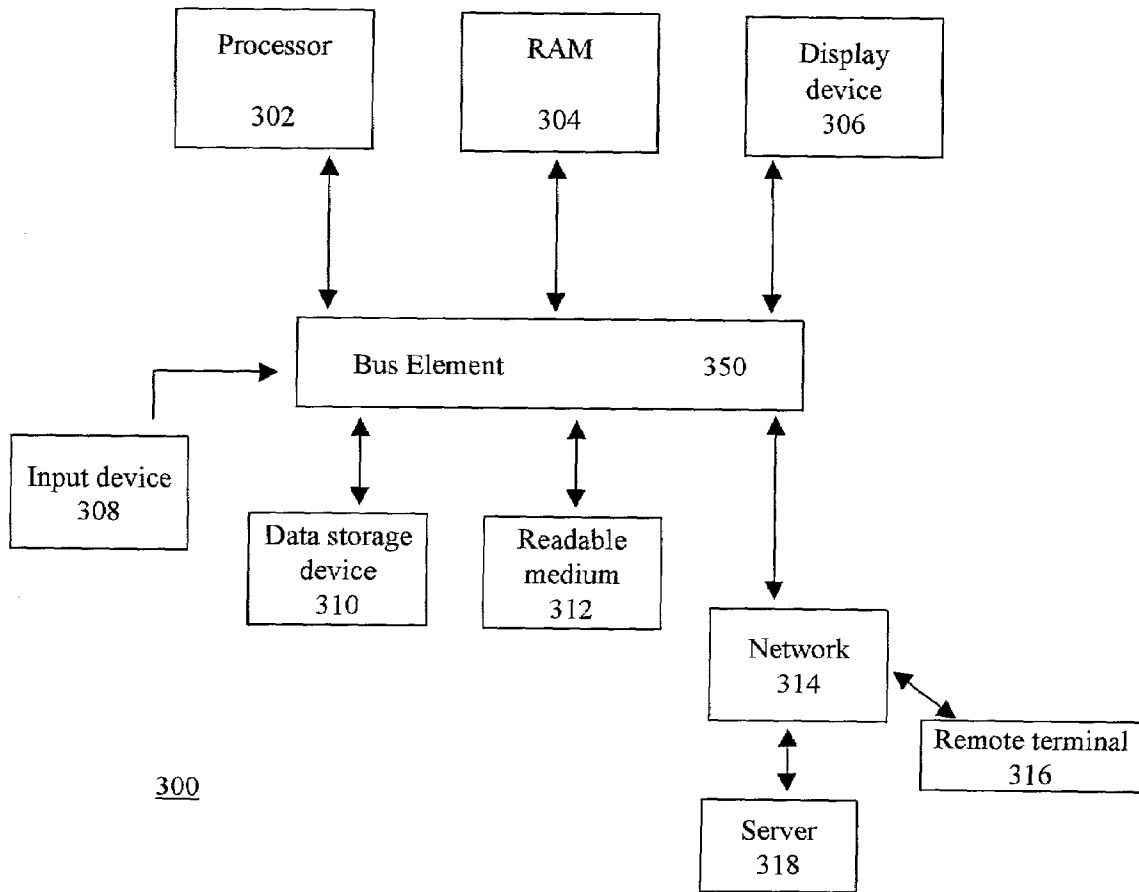 Processor
302
RAM
304
Display
device
306
Bus Element 350
Input device
308
Data storage
device
310
Readable
medium
312
Network
314
Remote terminal
316
300
Server
318